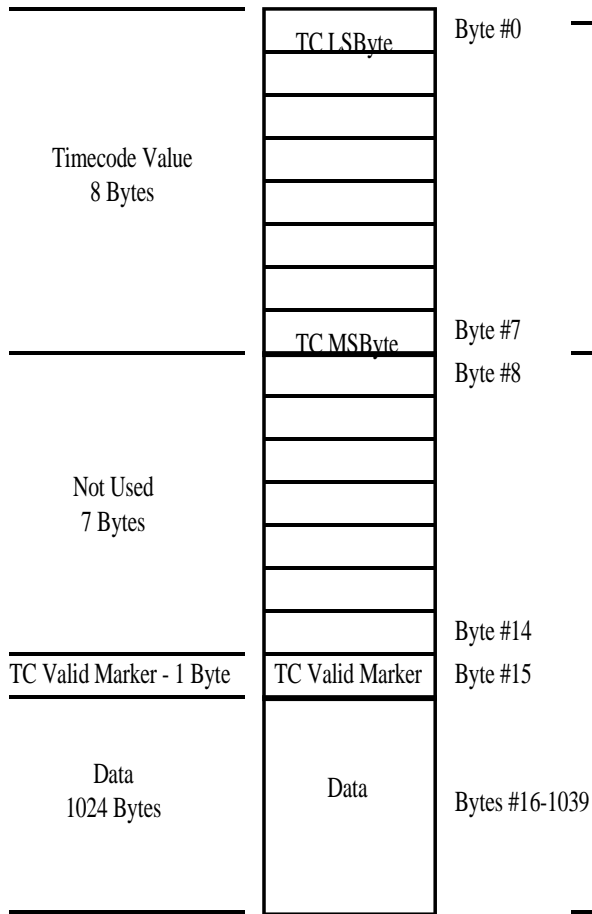 TC LSByte
Byte #0
Timecode Value
8 Bytes
TC MSByte
Byte #7
Byte #8
Not Used
7 Bytes
Byte #14
TC Valid Marker - 1 Byte
TC Valid Marker
Byte #15
Data
1024 Bytes
Data
Bytes #16-1039